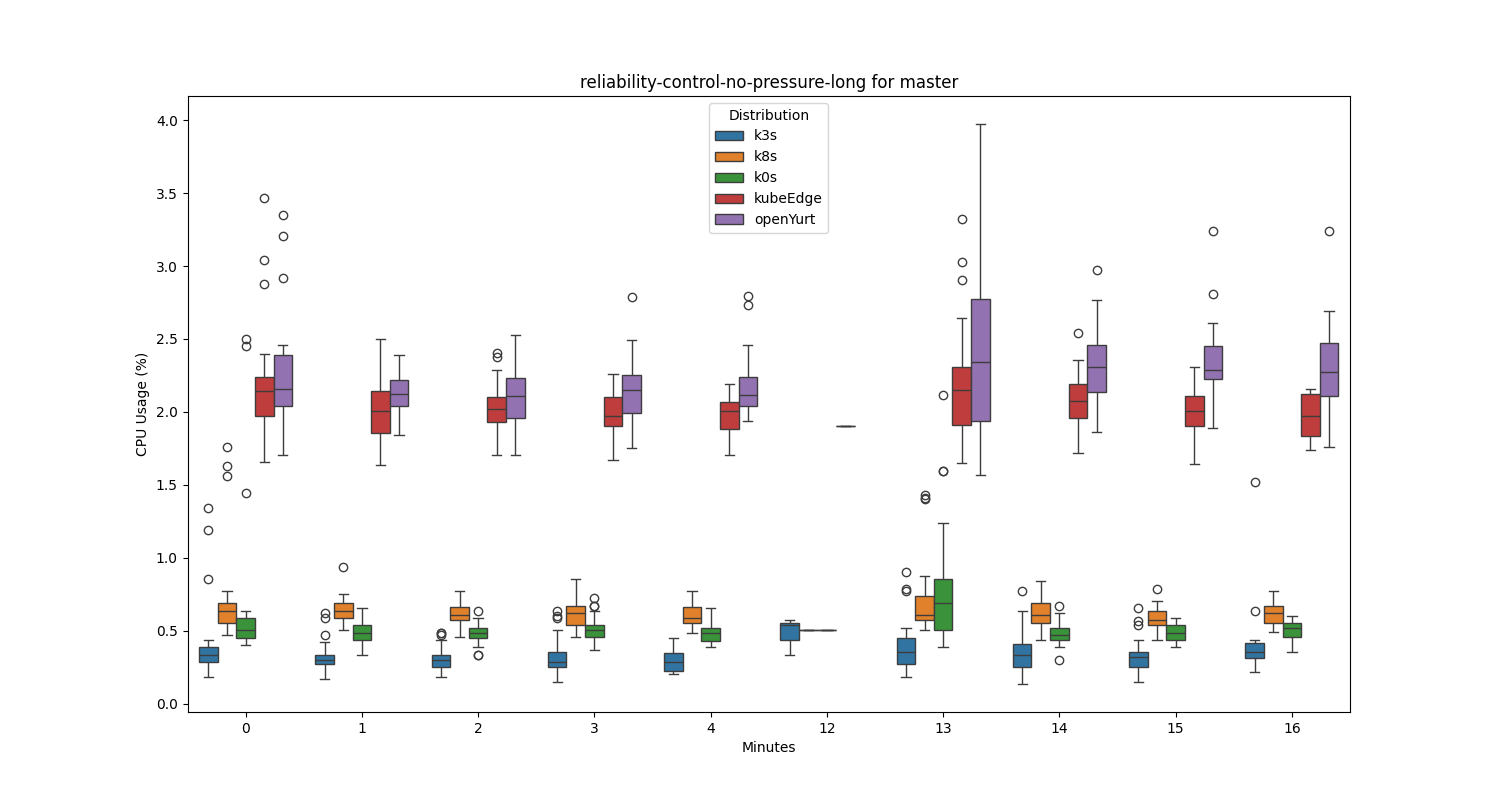 reliability-control-no-pressure-long for master
Distribution
k3s
k8s
k0s
kubeEdge
openYurt
4.0
3.5
3.0
2.5
2.0
1.5
1.0
0.5
0.0
CPU Usage (%)
0 1 2 3 4 12 13 14 15 16
Minutes